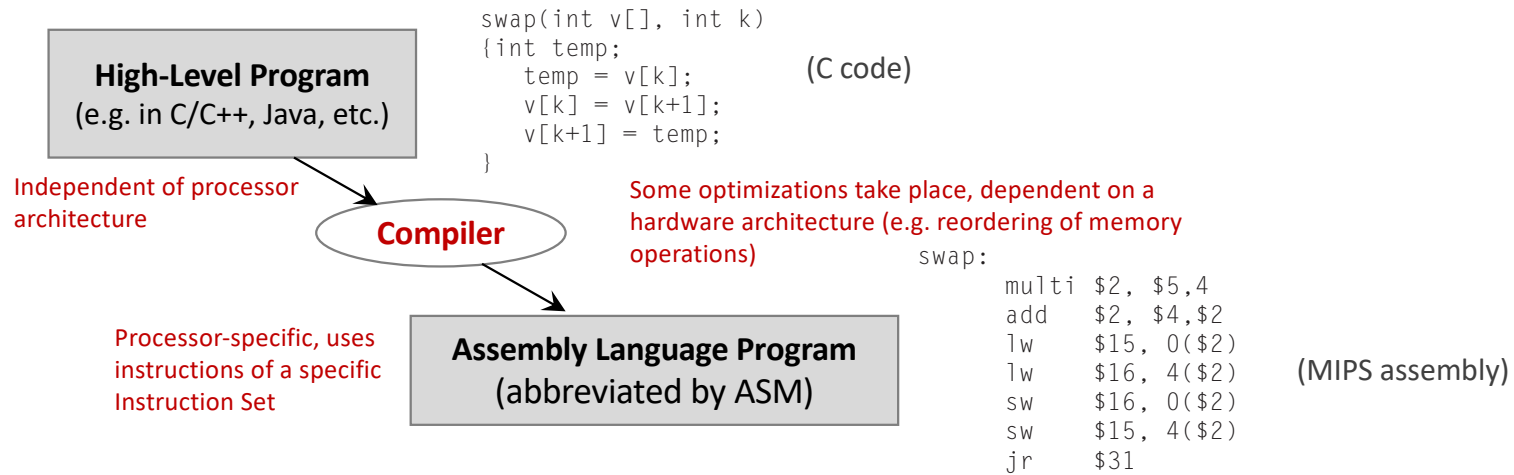 swap(int v[], int k)
{int temp;
temp = v[k];
v[k] = v[k+1];
v[k+1] = temp;
}
(C code)
High-Level Program
(e.g. in C/C++, Java, etc.)
Independent of processor
architecture
Compiler
Some optimizations take place, dependent on a
hardware architecture (e.g. reordering of memory
operations)
swap:
multi $2, $5,4
add $2, $4,$2
lw $15, 0($2)
lw $16, 4($2)
sw $16, 0($2)
sw $15, 4($2)
jr $31
(MIPS assembly)
Processor-specific, uses
instructions of a specific
Instruction Set
Assembly Language Program
(abbreviated by ASM)